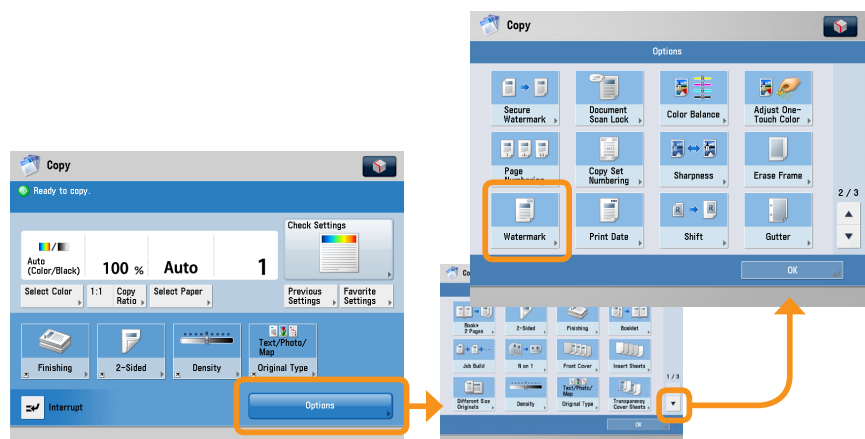 Copy
Ready to copy.
Check Settings
Auto
(Color/Black)
100 %
Auto
1
Select Color
1:1
Copy
Ratio
Select Paper
Previous
Settings
Favorite
Settings
Finishing
2-Sided
Density
Text/Photo/
Map
Original Type
Interrupt
Options
Co
Book▸
2 Pages
2-Sided
Finishing
Booklet
Job Build
N on 1
Front Cover
Insert Sheets
Different Size
Originals
Density
Text/Photo/
Map
Original Type
Transparency
Cover Sheets
1/3
OK
Copy
Options
Secure
Watermark
Document
Scan Lock
Color Balance
Adjust One-
Touch Color
Page
Numbering
Copy Set
Numbering
Sharpness
Erase Frame
Watermark
Print Date
Shift
Gutter
2 / 3
OK